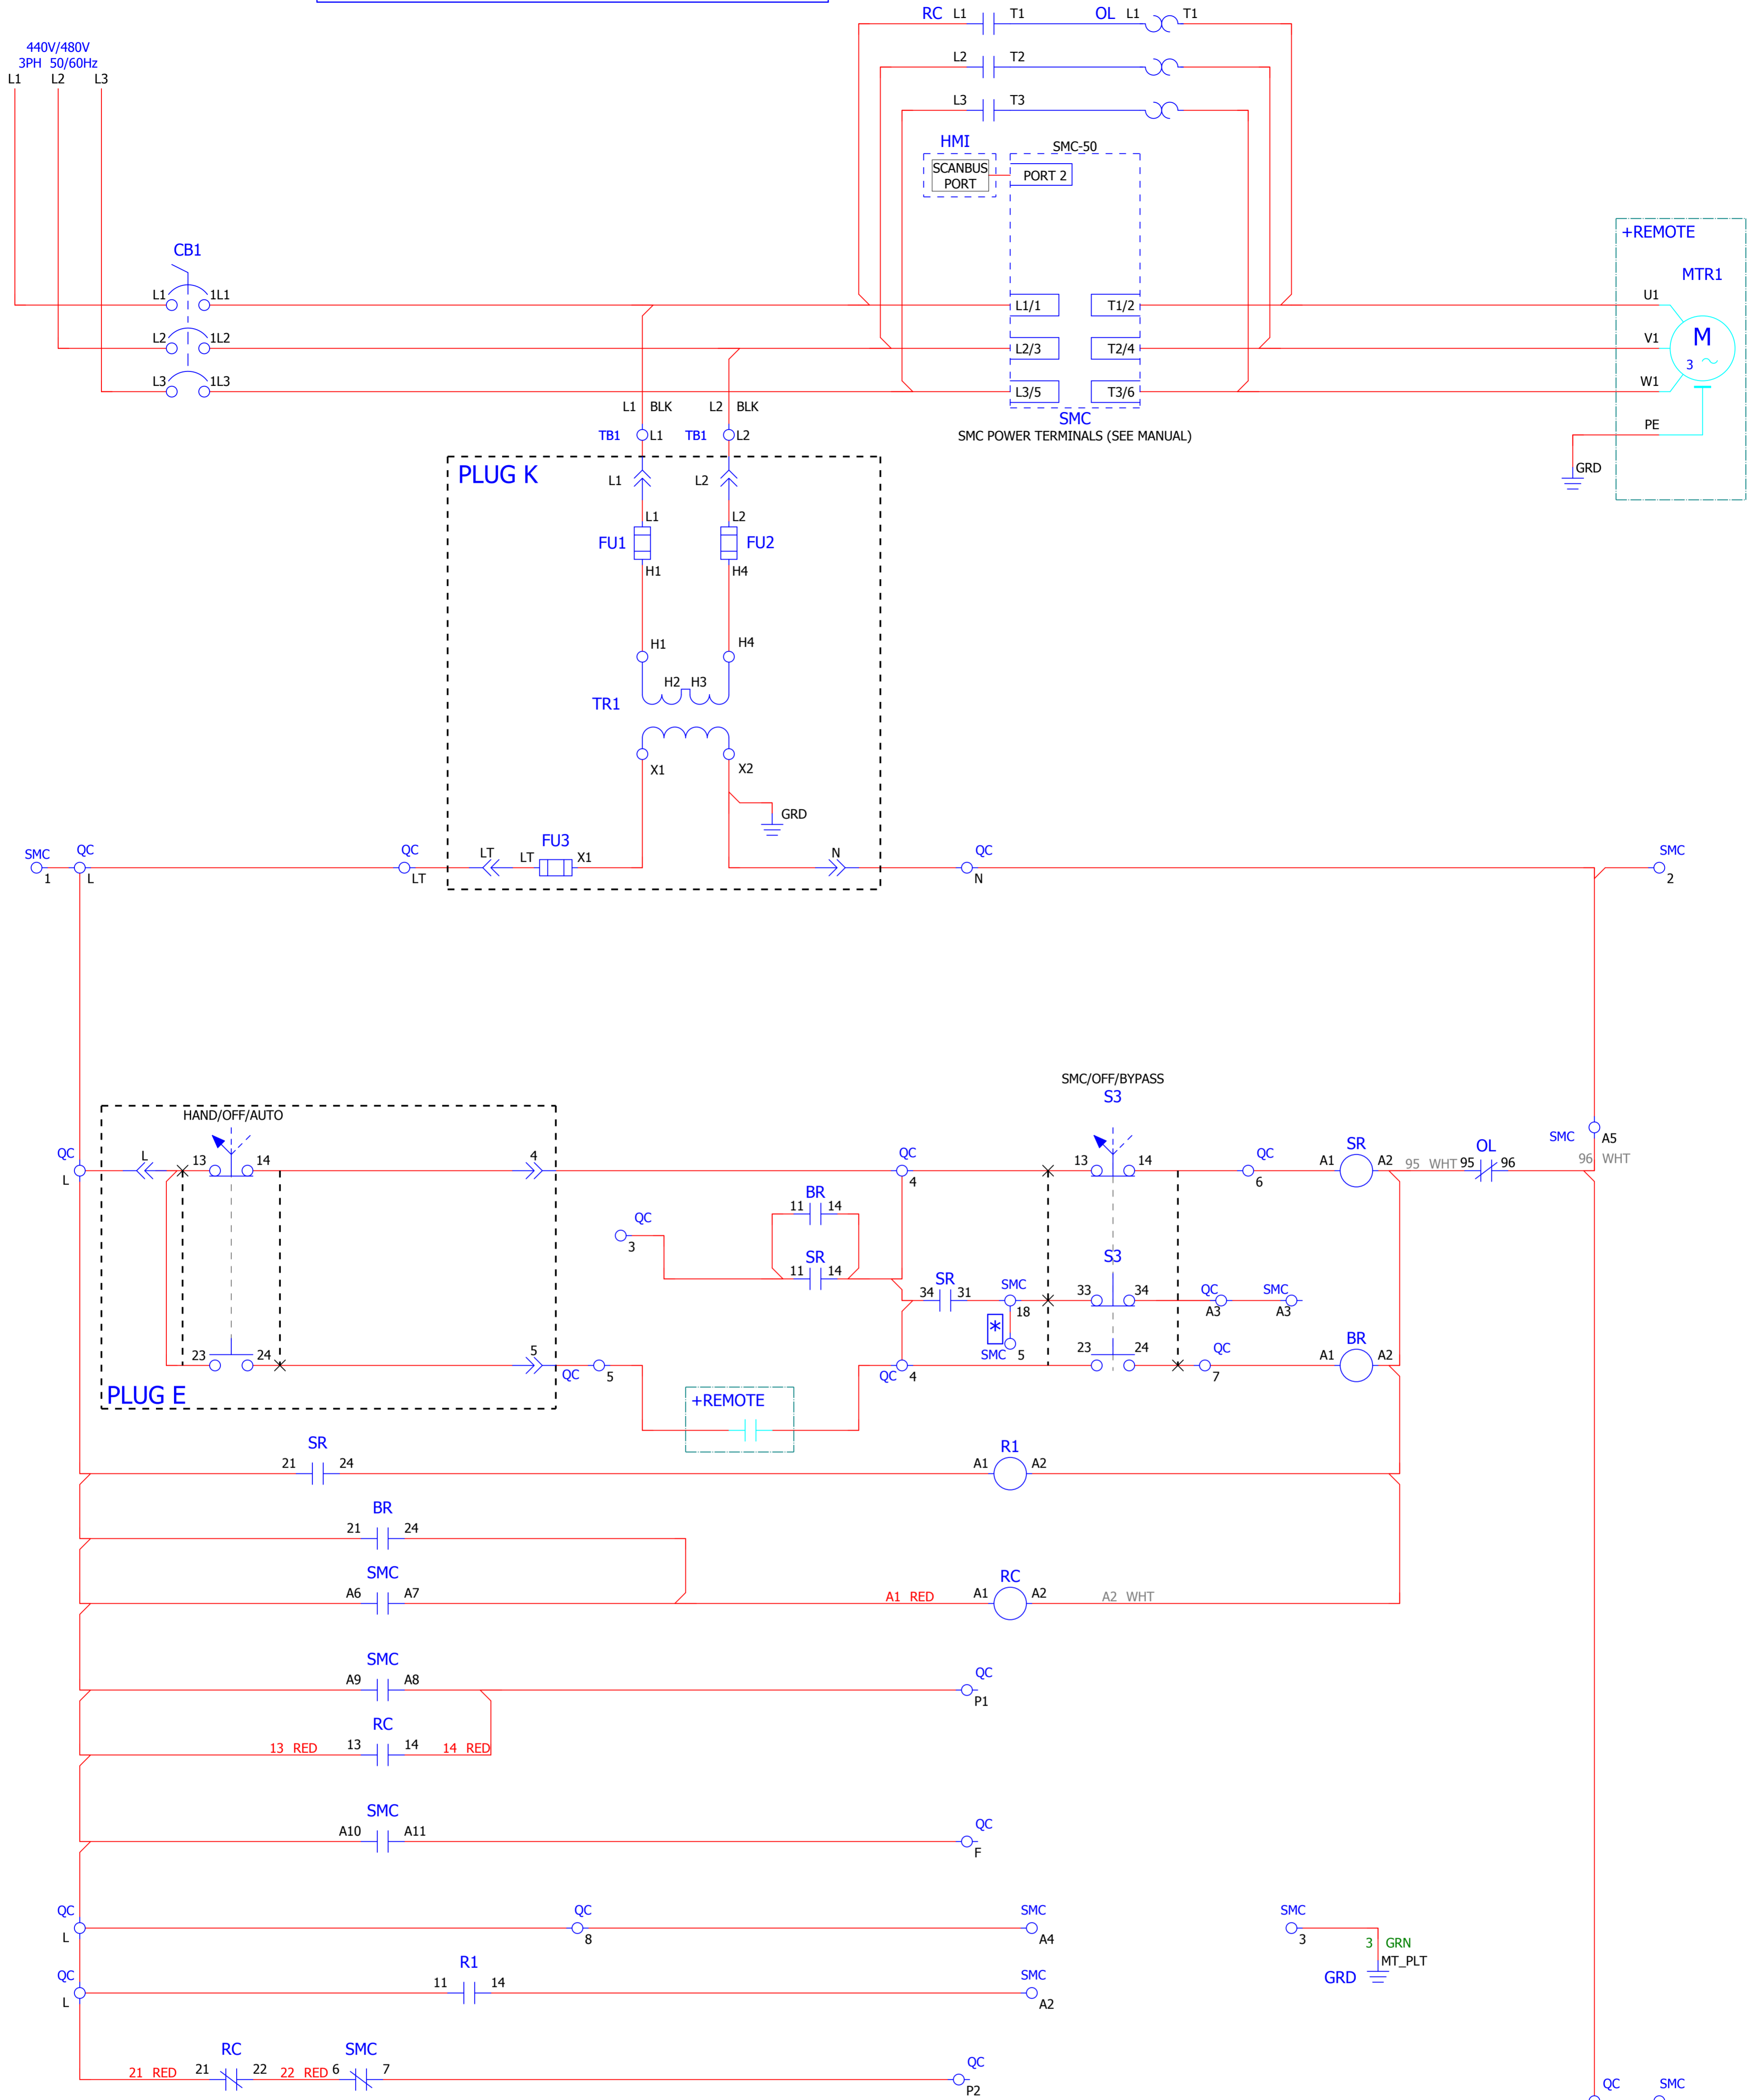 RC L1 T1 OL L1 T1
440V/480V
3PH 50/60Hz
L1 L2 L3
L2 T2
L3 T3
HMI
SMC-50
SCANBUS
PORT
PORT 2
+REMOTE
CB1
MTR1
L1 1L1
L1/1 T1/2
U1
L2 1L2
L2/3 T2/4
V1
M
3
L3 1L3
L3/5 T3/6
W1
L1 BLK L2 BLK
SMC
SMC POWER TERMINALS (SEE MANUAL)
PE
GRD
TB1 L1 TB1 L2
PLUG K
L1 L2
L1 L2
FU1 FU2
H1 H4
H1 H4
H2 H3
TR1
X1 X2
GRD
SMC
1
QC
L
QC
LT
LT
LT
FU3
X1
N
QC
N
SMC
2
SMC/OFF/BYPASS
S3
HAND/OFF/AUTO
QC
L
L
13 14
4
QC
4
13 14
QC
6
SR
A1 A2
95 WHT
95
OL
96
SMC A5
96 WHT
BR
11 14
QC
3
SR
11 14
S3
SR
34 31
SMC
18
33 34
QC
A3
SMC
A3
*
SMC 5
23 24
5
QC 5
QC 4
23 24
QC
7
BR
A1 A2
PLUG E
+REMOTE
SR
21 24
R1
A1 A2
BR
21 24
SMC
A6 A7
A1 RED
RC
A1 A2
A2 WHT
SMC
A9 A8
QC
P1
RC
13 RED 13 14 14 RED
SMC
A10 A11
QC
F
QC
L
QC
8
SMC
A4
SMC
3
3 GRN
MT_PLT
GRD
QC
L
R1
11 14
SMC
A2
RC
21 RED 21 22
SMC
22 RED 6 7
QC
P2
QC SMC